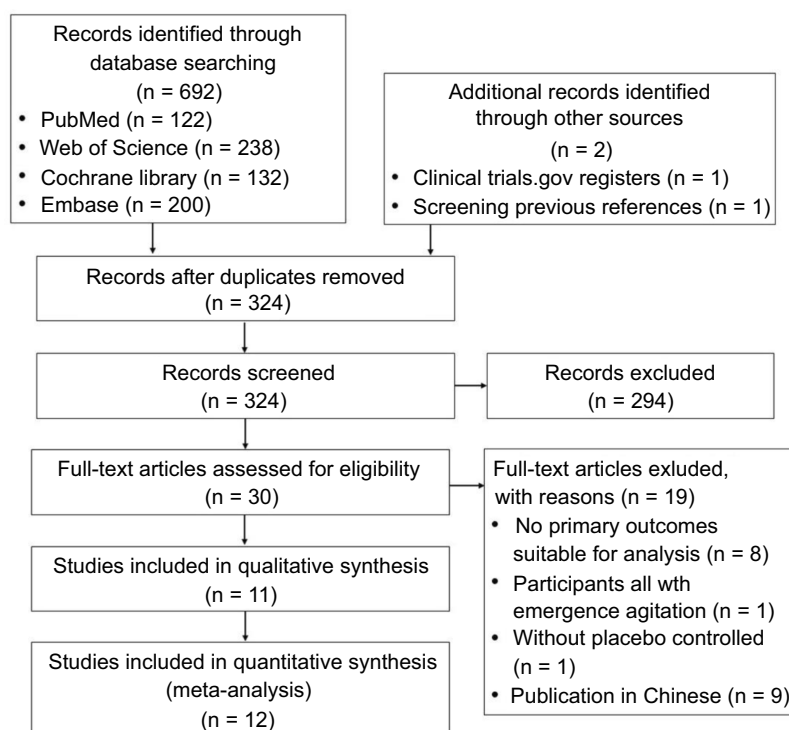 Records identified through
database searching
(n = 692)
• PubMed (n = 122)
• Web of Science (n = 238)
• Cochrane library (n = 132)
• Embase (n = 200)
Additional records identified
through other sources
(n = 2)
• Clinical trials.gov registers (n = 1)
• Screening previous references (n = 1)
Records after duplicates removed
(n = 324)
Records screened
(n = 324)
Records excluded
(n = 294)
Full-text articles assessed for eligibility
(n = 30)
Full-text articles exluded,
with reasons (n = 19)
• No primary outcomes
suitable for analysis (n = 8)
• Participants all wth
emergence agitation (n = 1)
• Without placebo controlled
(n = 1)
• Publication in Chinese (n = 9)
Studies included in qualitative synthesis
(n = 11)
Studies included in quantitative synthesis
(meta-analysis)
(n = 12)